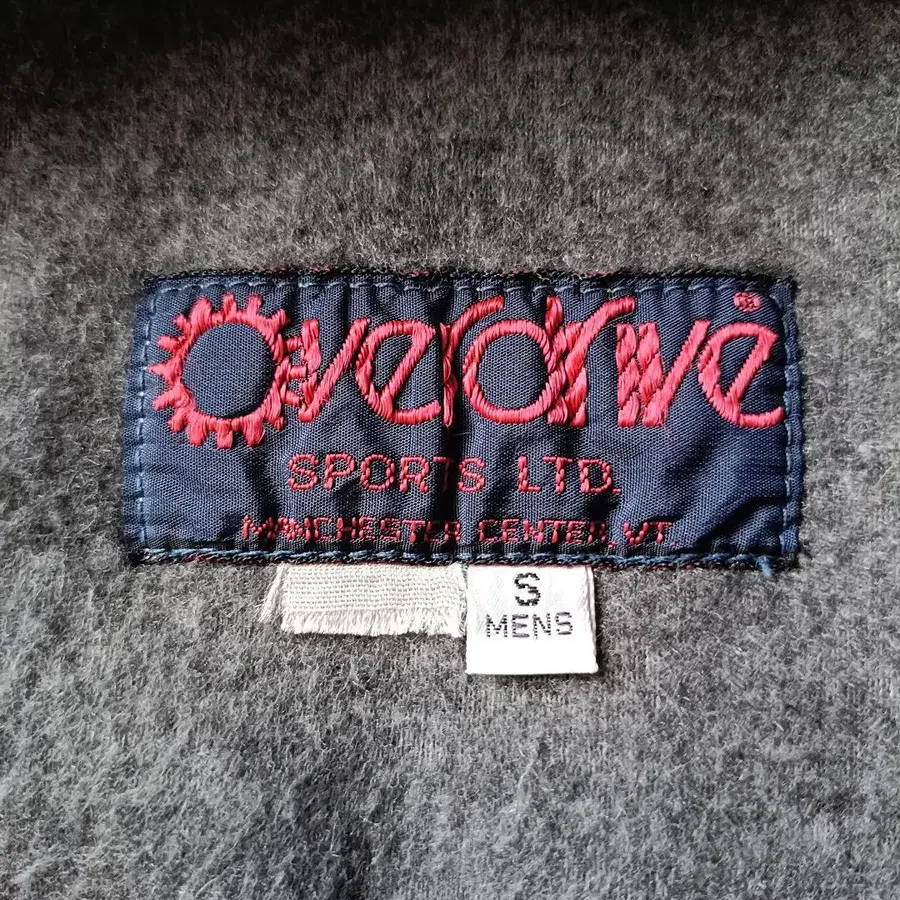 Overdrive®
SPORTS LTD.
MANCHESTER CENTER, VT.
S
MENS